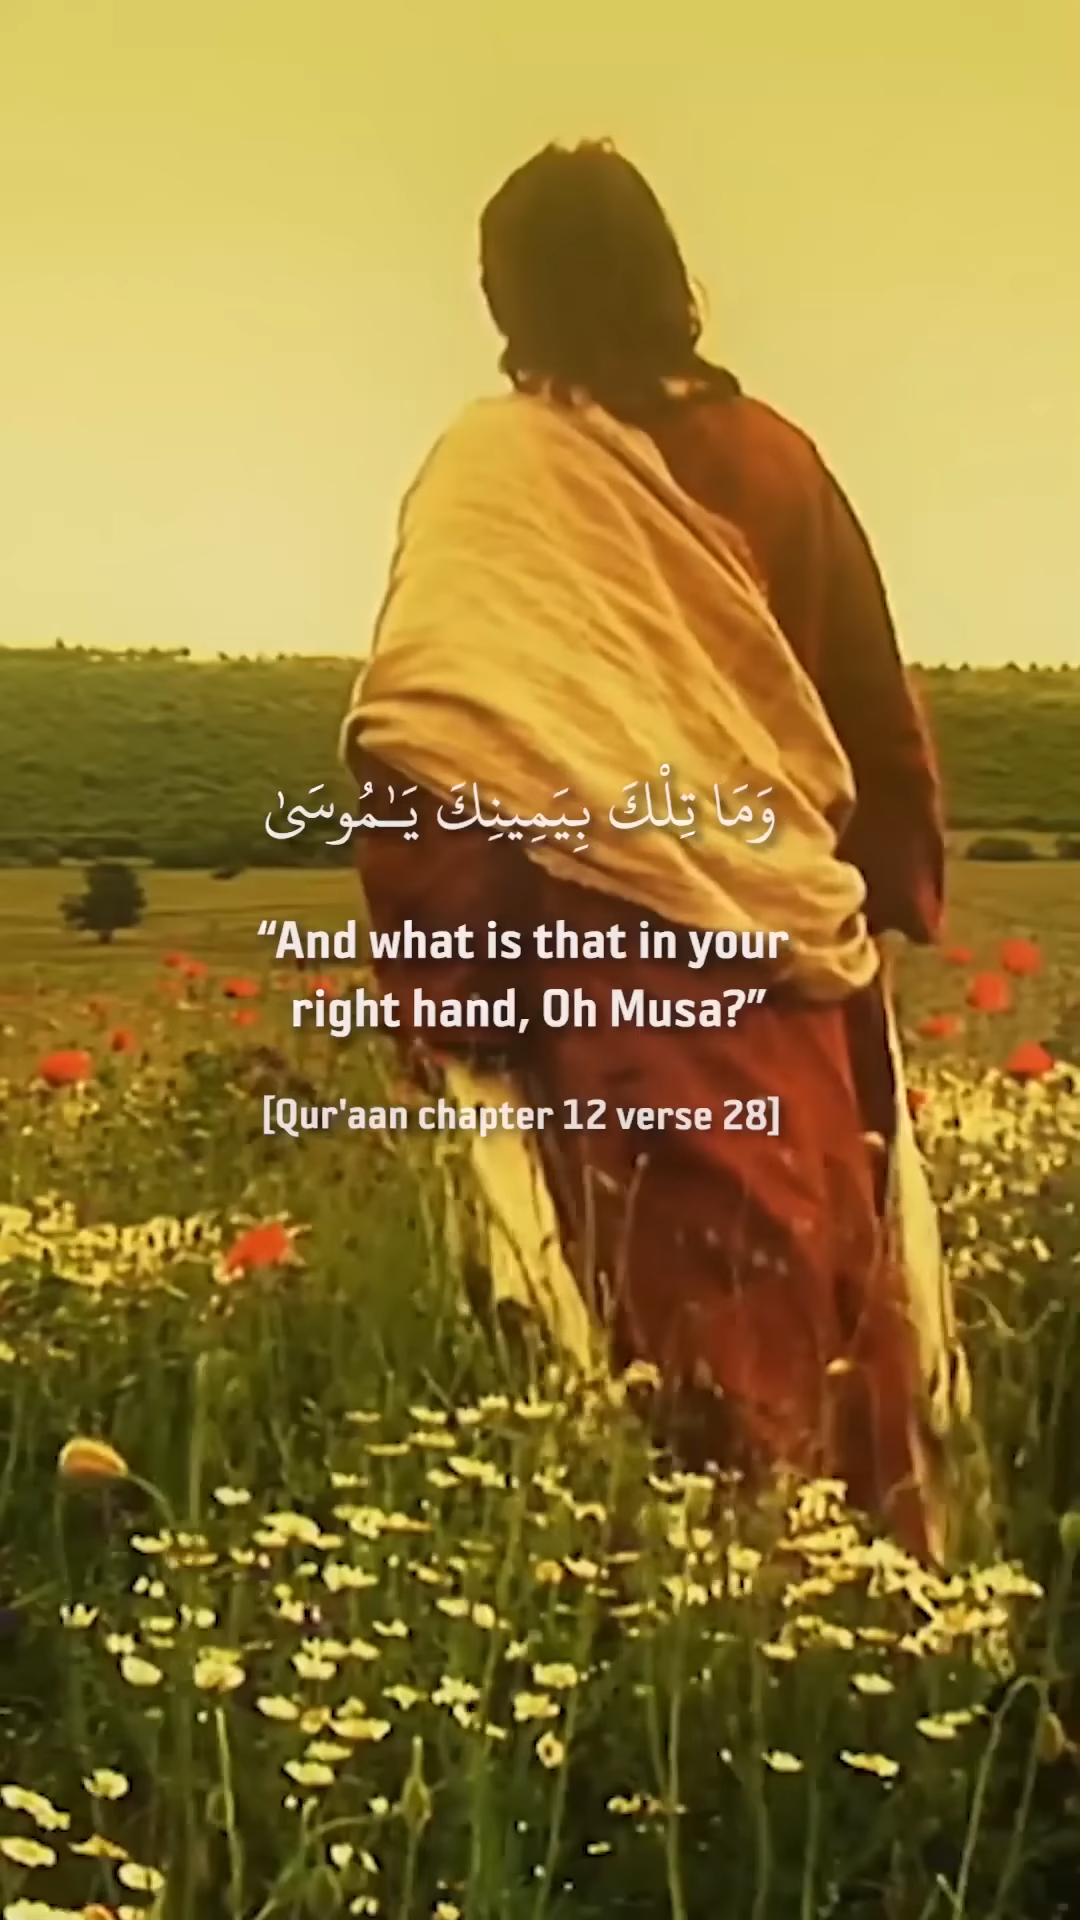 وَمَا تِلْكَ بِيَمِينِكَ يَـٰمُوسَىٰ
“And what is that in your
right hand, Oh Musa?”
[Qur'aan chapter 12 verse 28]